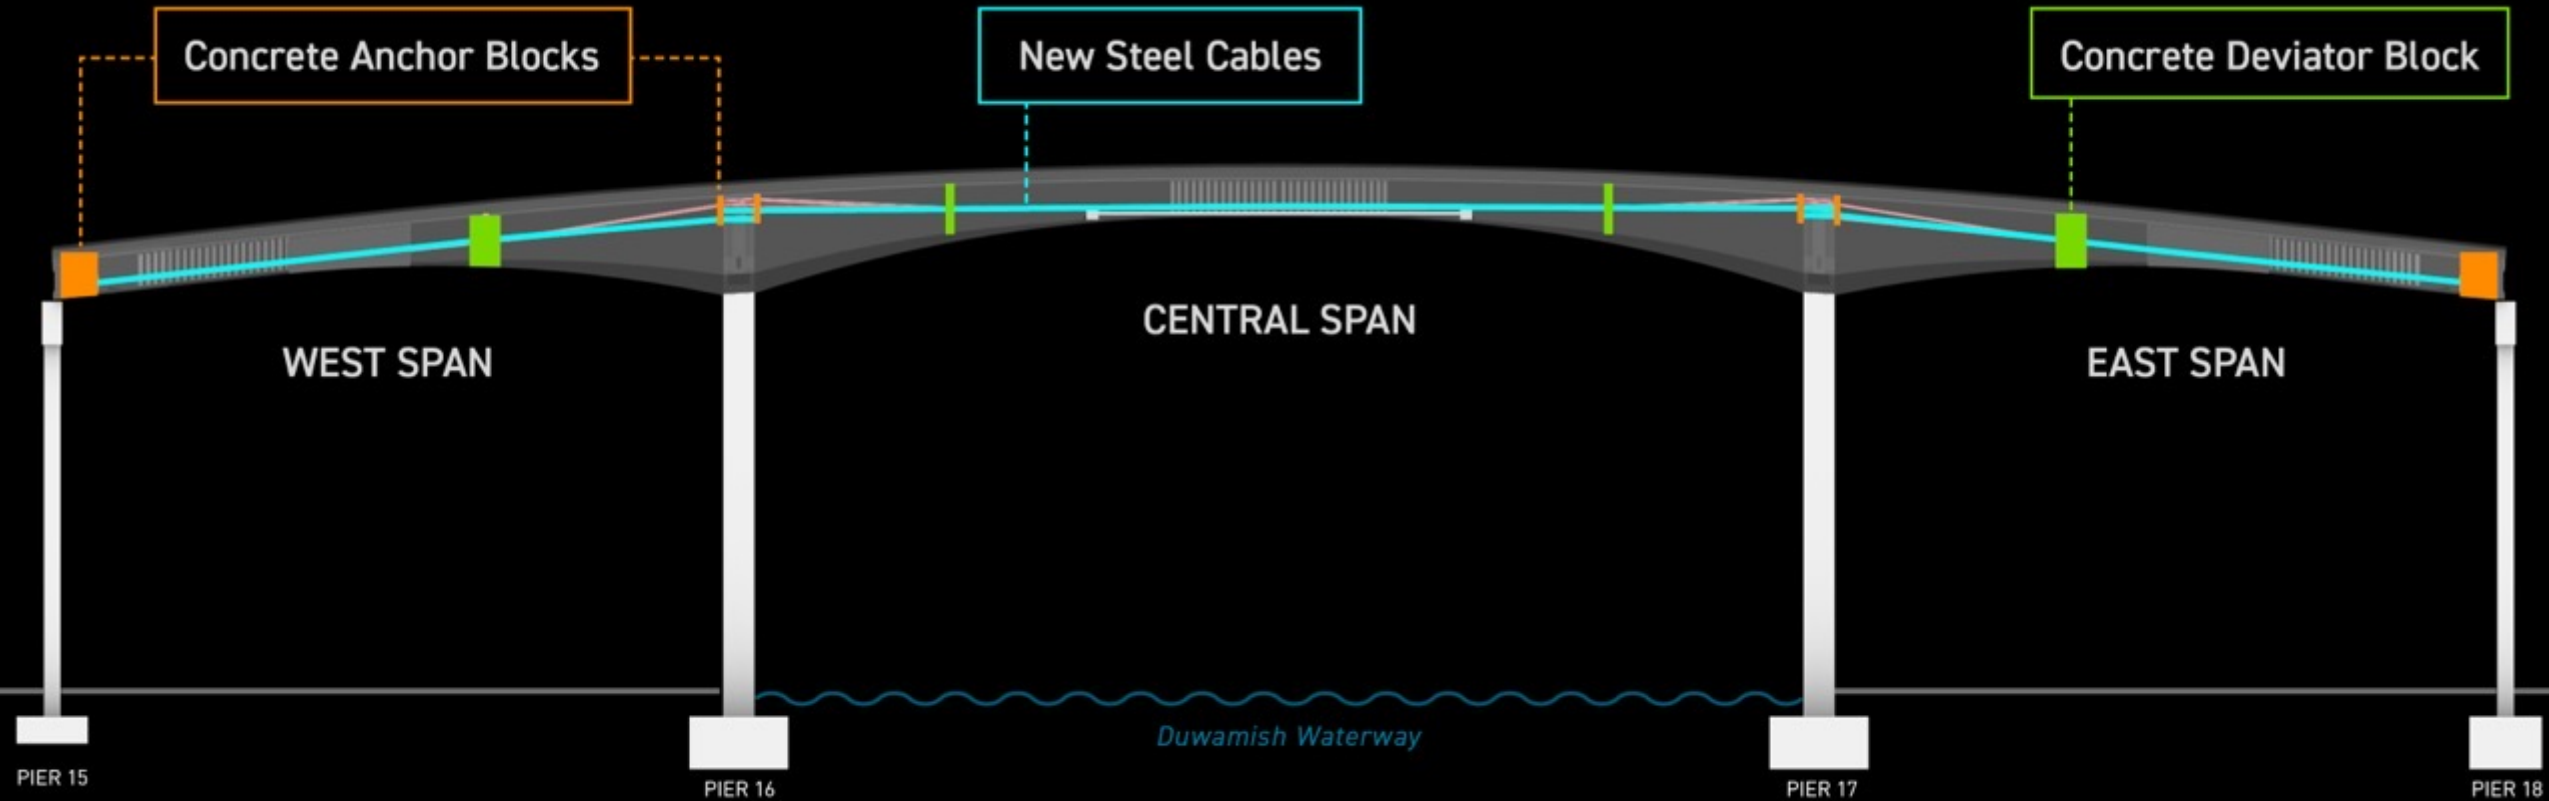 Concrete Anchor Blocks
New Steel Cables
Concrete Deviator Block
WEST SPAN
CENTRAL SPAN
EAST SPAN
Duwamish Waterway
PIER 15
PIER 16
PIER 17
PIER 18